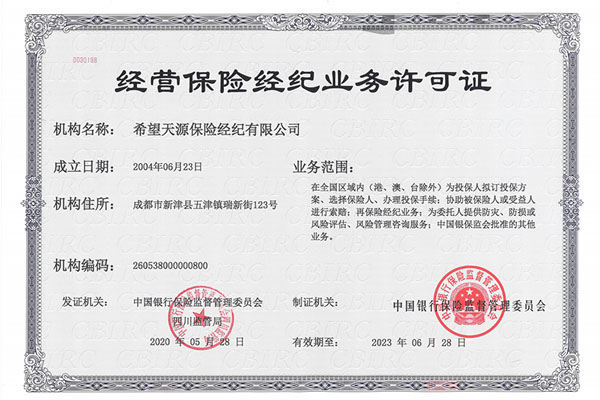 0000198
经营保险经纪业务许可证
机构名称： 希望天源保险经纪有限公司
成立日期： 2004年06月23日
业务范围：
在全国区域内（港、澳、台除外）为投保人拟订投保方
案、选择保险人、办理投保手续；协助被保险人或受益人
进行索赔；再保险经纪业务；为委托人提供防灾、防损或
风险评估、风险管理咨询服务；中国银保监会批准的其他
业务。
机构住所： 成都市新津县五津镇瑞新街123号
机构编码： 260538000000800
发证机关： 中国银行保险监督管理委员会
四川监管局
2020 年 05 月 28 日
制证机关： 中国银行保险监督管理委员会
有效期至： 2023 年 06 月 28 日